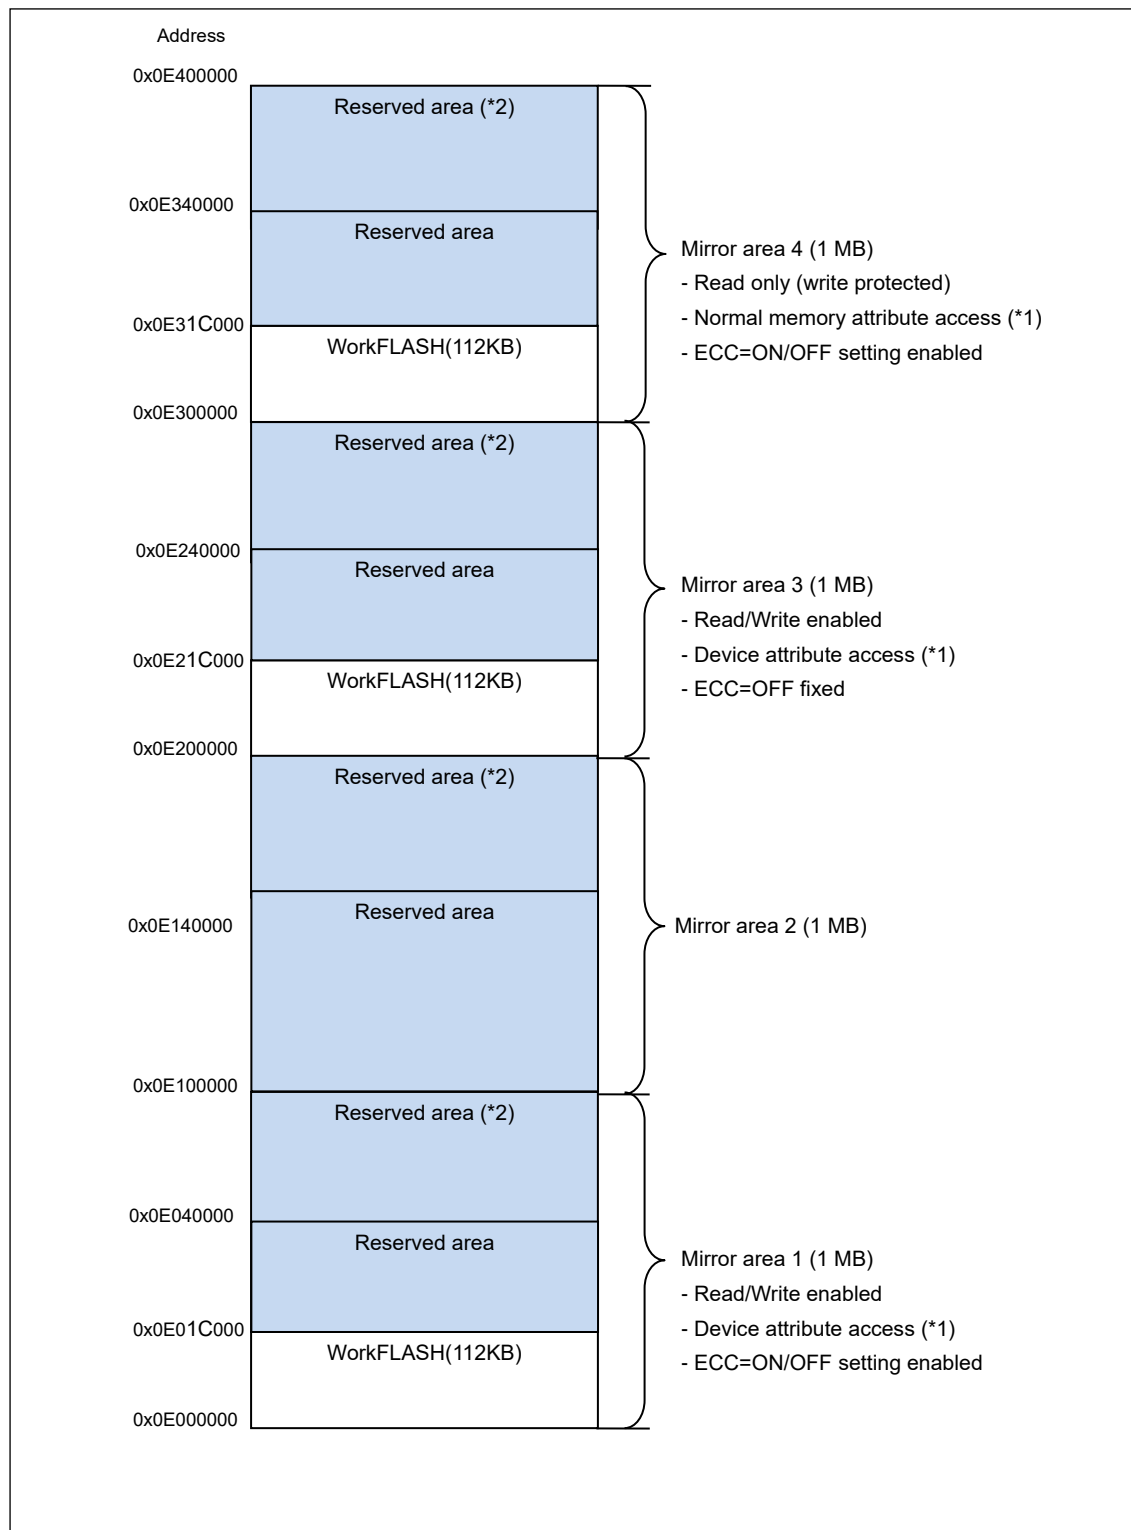 Address
0x0E400000
Reserved area (*2)
0x0E340000
Reserved area
Mirror area 4 (1 MB)
- Read only (write protected)
- Normal memory attribute access (*1)
- ECC=ON/OFF setting enabled
0x0E31C000
WorkFLASH(112KB)
0x0E300000
Reserved area (*2)
0x0E240000
Reserved area
Mirror area 3 (1 MB)
- Read/Write enabled
- Device attribute access (*1)
- ECC=OFF fixed
0x0E21C000
WorkFLASH(112KB)
0x0E200000
Reserved area (*2)
Reserved area
0x0E140000
Mirror area 2 (1 MB)
0x0E100000
Reserved area (*2)
0x0E040000
Reserved area
Mirror area 1 (1 MB)
- Read/Write enabled
- Device attribute access (*1)
- ECC=ON/OFF setting enabled
0x0E01C000
WorkFLASH(112KB)
0x0E000000